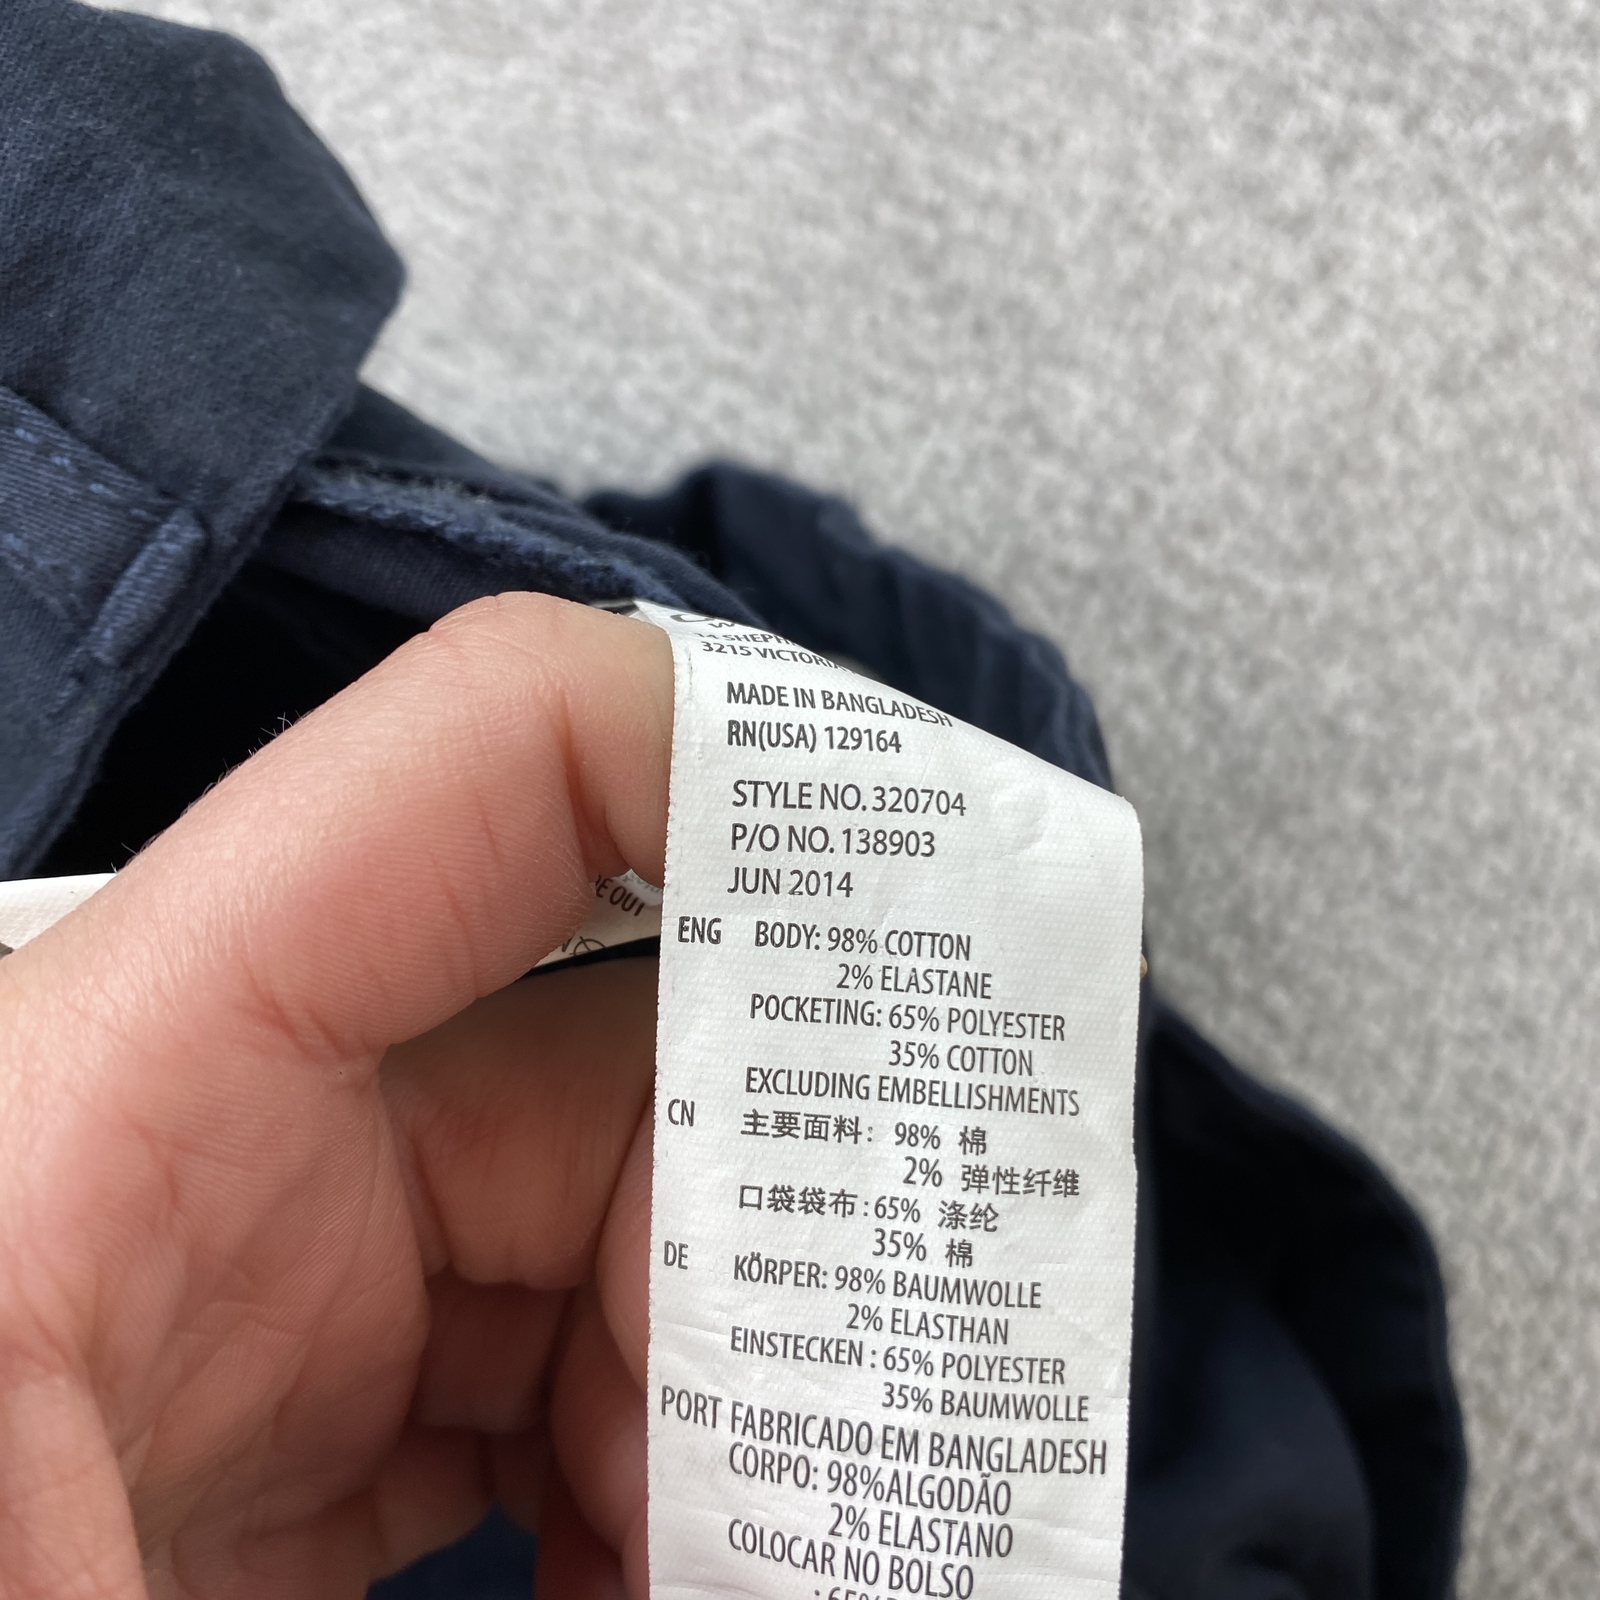 3215 VICTORIA
MADE IN BANGLADESH
RN(USA) 129164
STYLE NO. 320704
P/O NO. 138903
JUN 2014
ENG BODY: 98% COTTON
2% ELASTANE
POCKETING: 65% POLYESTER
35% COTTON
EXCLUDING EMBELLISHMENTS
CN 主要面料: 98% 棉
2% 弹性纤维
口袋袋布:65% 涤纶
35% 棉
DE KÖRPER: 98% BAUMWOLLE
2% ELASTHAN
EINSTECKEN : 65% POLYESTER
35% BAUMWOLLE
PORT FABRICADO EM BANGLADESH
CORPO: 98%ALGODÃO
2% ELASTANO
COLOCAR NO BOLSO
OUT